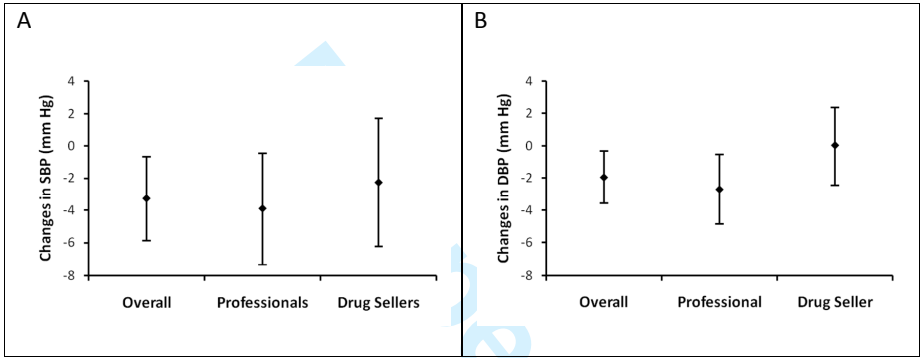 A
Changes in SBP (mm Hg)
4
2
0
-2
-4
-6
-8
Overall Professionals Drug Sellers
B
Changes in DBP (mm Hg)
4
2
0
-2
-4
-6
-8
Overall Professional Drug Seller